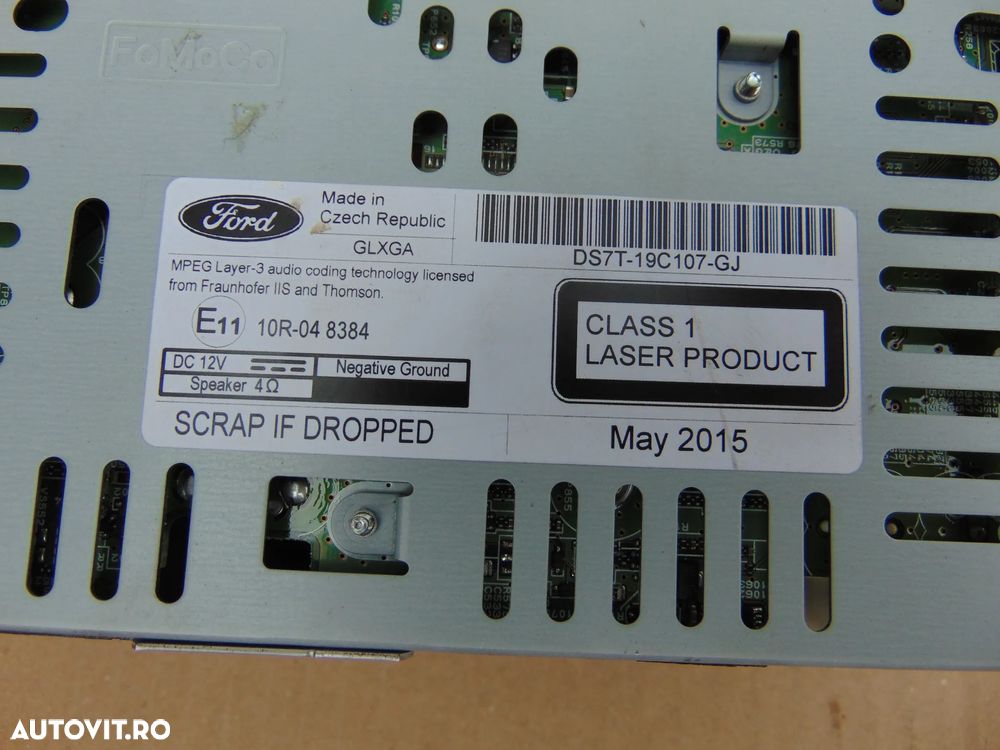 FoMoCo
Ford
Made in
Czech Republic
GLXGA
DS7T-19C107-GJ
MPEG Layer-3 audio coding technology licensed
from Fraunhofer IIS and Thomson.
E11 10R-04 8384
CLASS 1
LASER PRODUCT
DC 12V
Negative Ground
Speaker 4Ω
SCRAP IF DROPPED
May 2015
AUTOVIT.RO